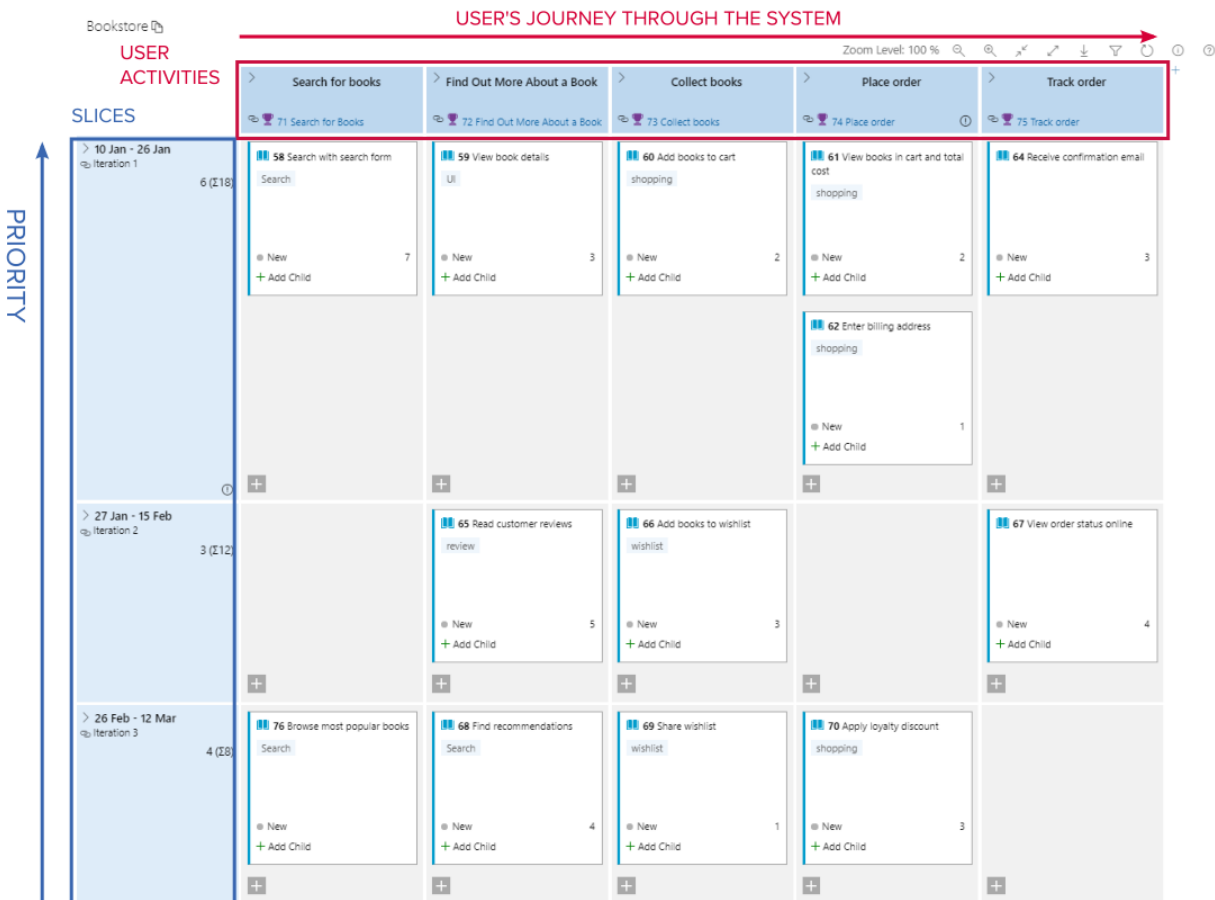 USER'S JOURNEY THROUGH THE SYSTEM
Bookstore
USER
ACTIVITIES
Zoom Level: 100 %
SLICES
PRIORITY
Search for books
71 Search for Books
Find Out More About a Book
72 Find Out More About a Book
Collect books
73 Collect books
Place order
74 Place order
Track order
75 Track order
10 Jan - 26 Jan
Iteration 1
6 (Σ18)
58 Search with search form
Search
New 7
+ Add Child
59 View book details
UI
New 3
+ Add Child
60 Add books to cart
shopping
New 2
+ Add Child
61 View books in cart and total
cost
shopping
New 2
+ Add Child
64 Receive confirmation email
New 3
+ Add Child
62 Enter billing address
shopping
New 1
+ Add Child
27 Jan - 15 Feb
Iteration 2
3 (Σ12)
65 Read customer reviews
review
New 5
+ Add Child
66 Add books to wishlist
wishlist
New 3
+ Add Child
67 View order status online
New 4
+ Add Child
26 Feb - 12 Mar
Iteration 3
4 (Σ8)
76 Browse most popular books
Search
New
+ Add Child
68 Find recommendations
Search
New 4
+ Add Child
69 Share wishlist
wishlist
New 1
+ Add Child
70 Apply loyalty discount
shopping
New 3
+ Add Child